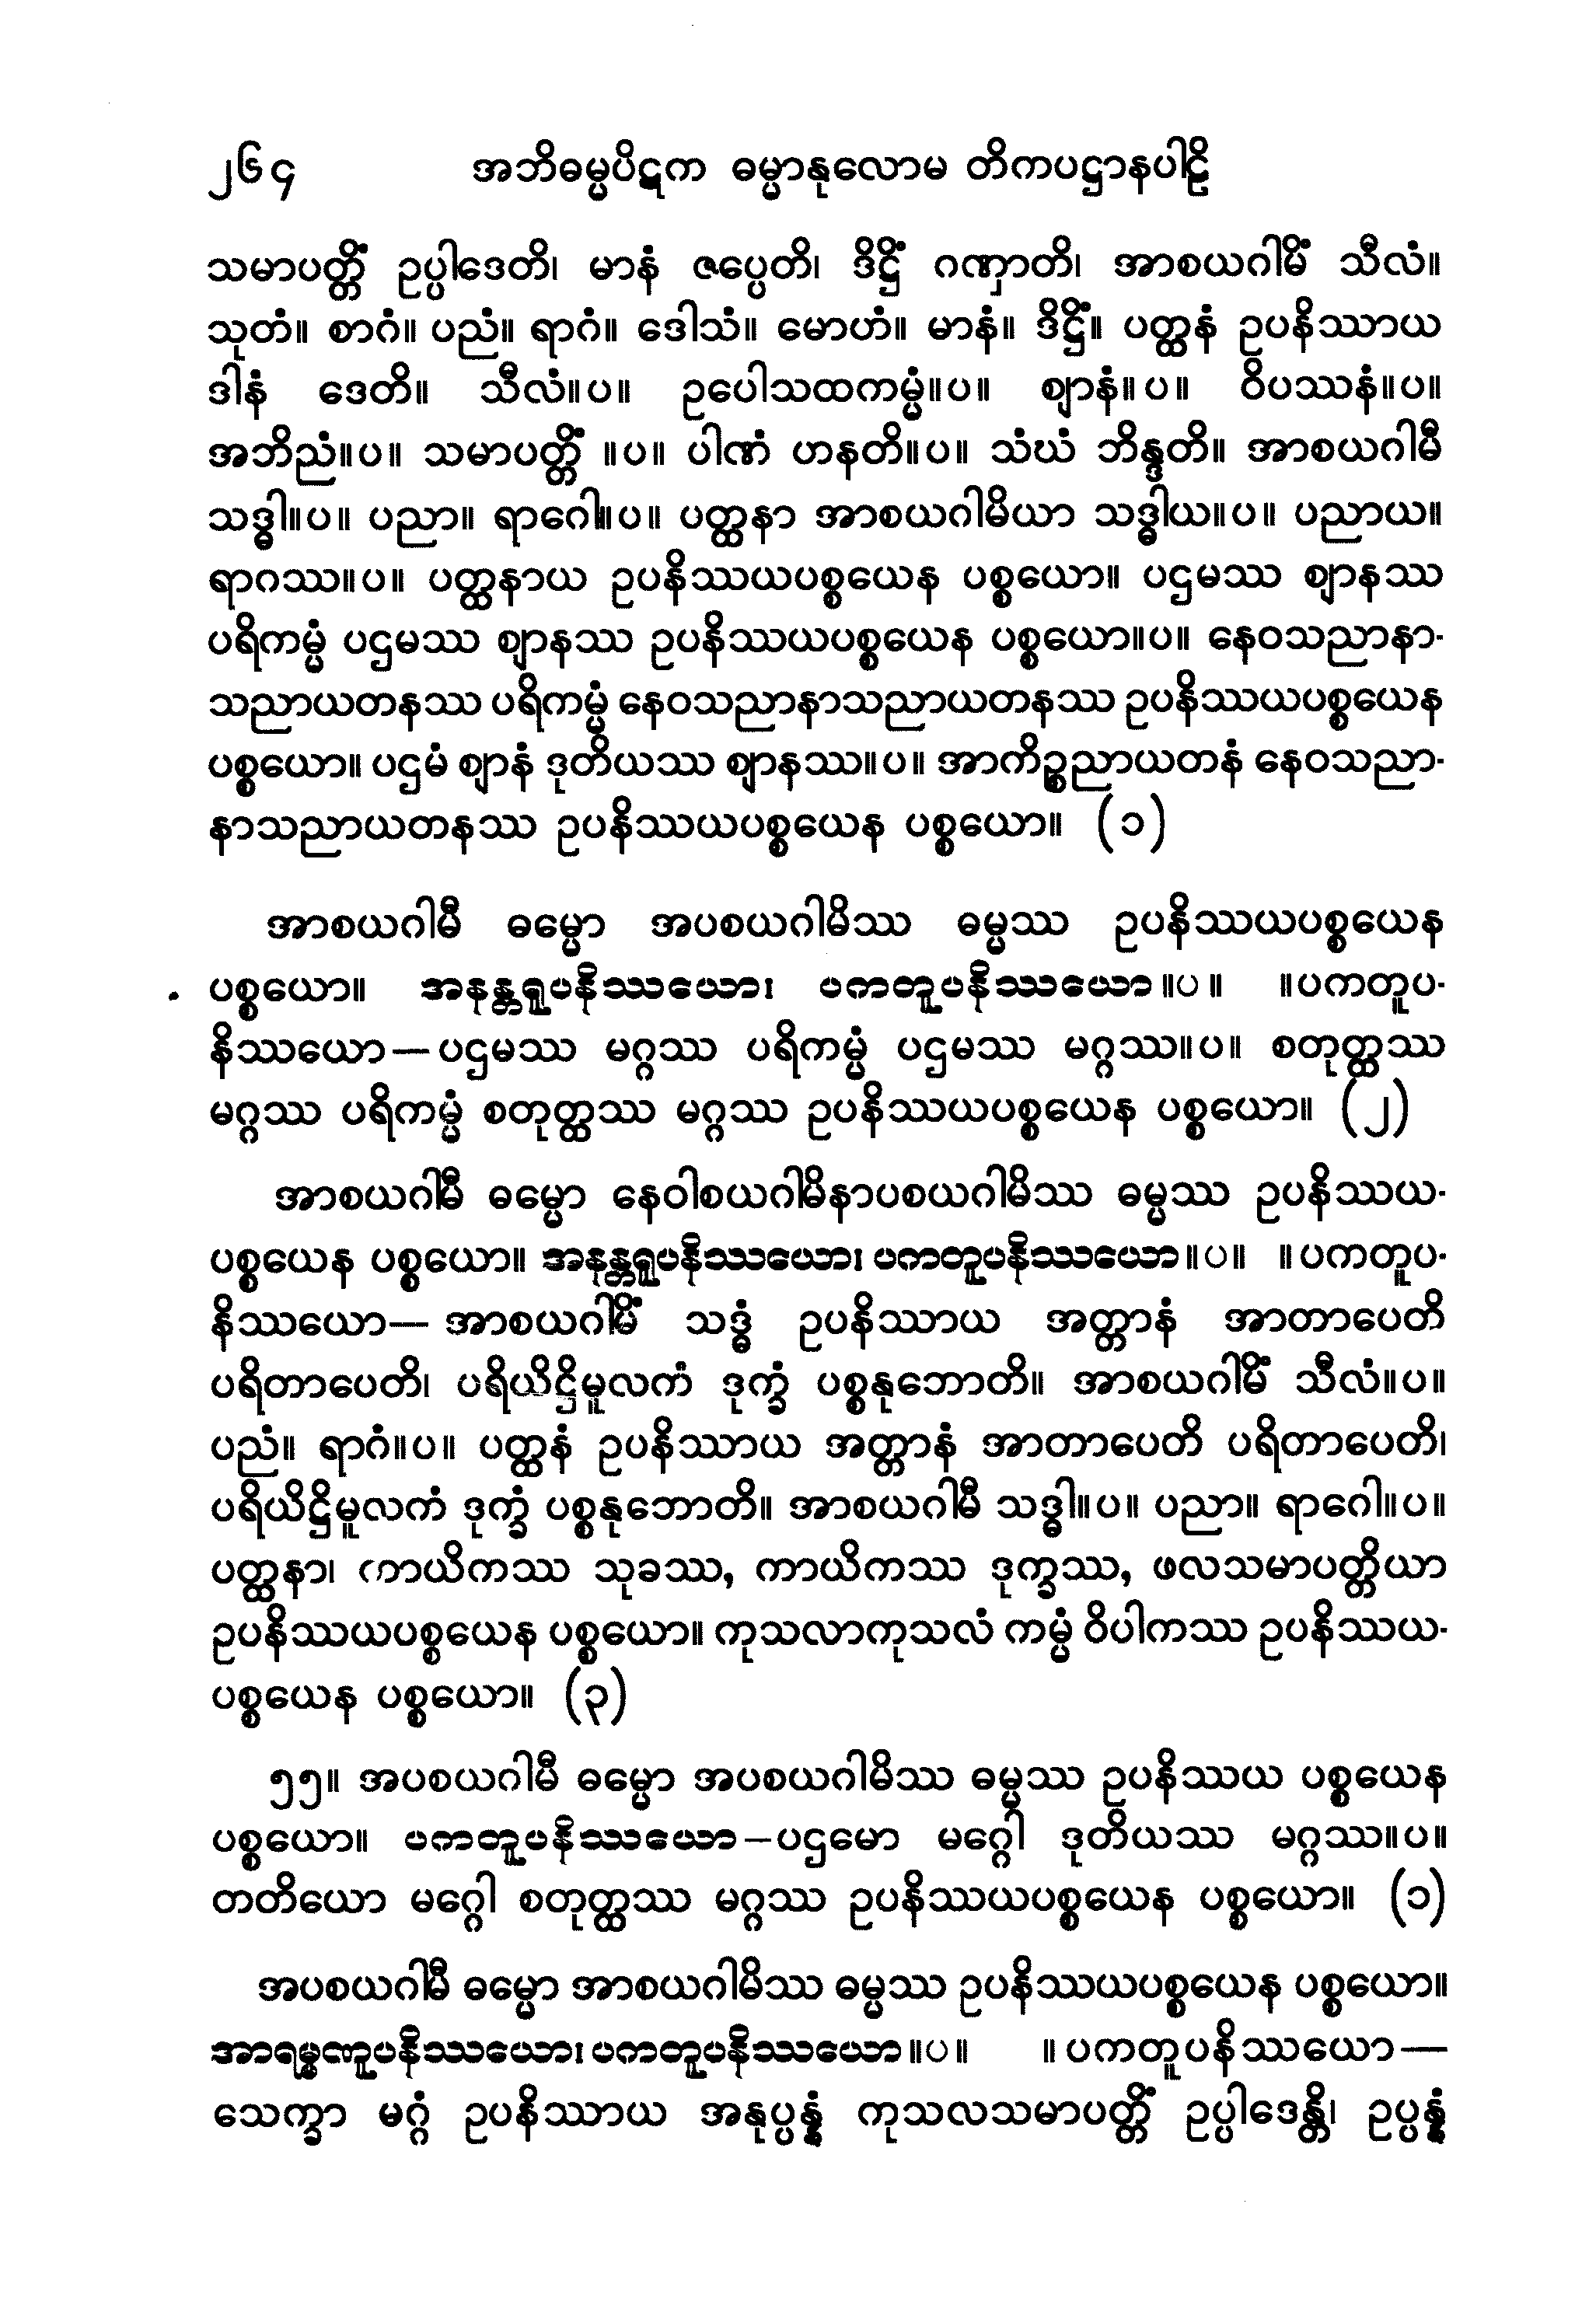 ၂၆၄ အဘိဓမ္မပိဋက ဓမ္မာနုလောမ တိကပဋ္ဌာနပါဠိ
သမာပတ္တိံ ဥပ္ပါဒေတိ၊ မာနံ ဇပ္ပေတိ၊ ဒိဋ္ဌိံ ဂဏှာတိ၊ အာစယဂါမိံ သီလံ။
သုတံ။ စာဂံ။ ပညံ။ ရာဂံ။ ဒေါသံ။ မောဟံ။ မာနံ။ ဒိဋ္ဌိံ။ ပတ္ထနံ ဥပနိဿာယ
ဒါနံ ဒေတိ။ သီလံ။ပ။ ဥပေါသထကမ္မံ။ပ။ ဈာနံ။ပ။ ဝိပဿနံ။ပ။
အဘိညံ။ပ။ သမာပတ္တိံ ။ပ။ ပါဏံ ဟနတိ။ပ။ သံဃံ ဘိန္ဒတိ။ အာစယဂါမီ
သဒ္ဓါ။ပ။ ပညာ။ ရာဂေါ။ပ။ ပတ္ထနာ အာစယဂါမိယာ သဒ္ဓါယ။ပ။ ပညာယ။
ရာဂဿ။ပ။ ပတ္ထနာယ ဥပနိဿယပစ္စယေန ပစ္စယော။ ပဌမဿ ဈာနဿ
ပရိကမ္မံ ပဌမဿ ဈာနဿ ဥပနိဿယပစ္စယေန ပစ္စယော။ပ။ နေဝသညာနာ-
သညာယတနဿ ပရိကမ္မံ နေဝသညာနာသညာယတနဿ ဥပနိဿယပစ္စယေန
ပစ္စယော။ ပဌမံ ဈာနံ ဒုတိယဿ ဈာနဿ။ပ။ အာကိဉ္စညာယတနံ နေဝသညာ-
နာသညာယတနဿ ဥပနိဿယပစ္စယေန ပစ္စယော။ (၁)
အာစယဂါမီ ဓမ္မော အပစယဂါမိဿ ဓမ္မဿ ဥပနိဿယပစ္စယေန
ပစ္စယော။ အနန္တရူပနိဿယော၊ ပကတူပနိဿယော။ပ။ ။ပကတူပ-
နိဿယော—ပဌမဿ မဂ္ဂဿ ပရိကမ္မံ ပဌမဿ မဂ္ဂဿ။ပ။ စတုတ္ထဿ
မဂ္ဂဿ ပရိကမ္မံ စတုတ္ထဿ မဂ္ဂဿ ဥပနိဿယပစ္စယေန ပစ္စယော။ (၂)
အာစယဂါမီ ဓမ္မော နေဝါစယဂါမိနာပစယဂါမိဿ ဓမ္မဿ ဥပနိဿယ-
ပစ္စယေန ပစ္စယော။ အနန္တရူပနိဿယော၊ ပကတူပနိဿယော။ပ။ ။ပကတူပ-
နိဿယော— အာစယဂါမိံ သဒ္ဓံ ဥပနိဿာယ အတ္တာနံ အာတာပေတိ
ပရိတာပေတိ၊ ပရိယိဋ္ဌိမူလကံ ဒုက္ခံ ပစ္စနုဘောတိ။ အာစယဂါမိံ သီလံ။ပ။
ပညံ။ ရာဂံ။ပ။ ပတ္ထနံ ဥပနိဿာယ အတ္တာနံ အာတာပေတိ ပရိတာပေတိ၊
ပရိယိဋ္ဌိမူလကံ ဒုက္ခံ ပစ္စနုဘောတိ။ အာစယဂါမီ သဒ္ဓါ။ပ။ ပညာ။ ရာဂေါ။ပ။
ပတ္ထနာ၊ ကာယိကဿ သုခဿ, ကာယိကဿ ဒုက္ခဿ, ဖလသမာပတ္တိယာ
ဥပနိဿယပစ္စယေန ပစ္စယော။ ကုသလာကုသလံ ကမ္မံ ဝိပါကဿ ဥပနိဿယ-
ပစ္စယေန ပစ္စယော။ (၃)
၅၅။ အပစယဂါမီ ဓမ္မော အပစယဂါမိဿ ဓမ္မဿ ဥပနိဿယ ပစ္စယေန
ပစ္စယော။ ပကတူပနိဿယော—ပဌမော မဂ္ဂေါ ဒုတိယဿ မဂ္ဂဿ။ပ။
တတိယော မဂ္ဂေါ စတုတ္ထဿ မဂ္ဂဿ ဥပနိဿယပစ္စယေန ပစ္စယော။ (၁)
အပစယဂါမီ ဓမ္မော အာစယဂါမိဿ ဓမ္မဿ ဥပနိဿယပစ္စယေန ပစ္စယော။
အာရမ္မဏူပနိဿယော၊ ပကတူပနိဿယော။ပ။ ။ပကတူပနိဿယော—
သေက္ခာ မဂ္ဂံ ဥပနိဿာယ အနုပ္ပန္နံ ကုသလသမာပတ္တိံ ဥပ္ပါဒေန္တိ၊ ဥပ္ပန္နံ